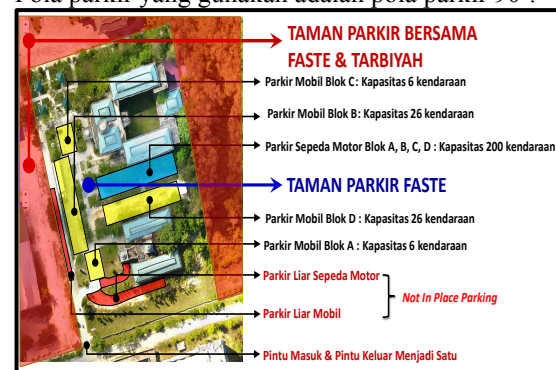 Pola parkir yang gunakan adalah pola parkir 90°.
TAMAN PARKIR BERSAMA
FASTE & TARBIYAH
Parkir Mobil Blok C : Kapasitas 6 kendaraan
Parkir Mobil Blok B: Kapasitas 26 kendaraan
Parkir Sepeda Motor Blok A, B, C, D : Kapasitas 200 kendaraan
TAMAN PARKIR FASTE
Parkir Mobil Blok D : Kapasitas 26 kendaraan
Parkir Mobil Blok A : Kapasitas 6 kendaraan
Parkir Liar Sepeda Motor
Not In Place Parking
Parkir Liar Mobil
Pintu Masuk & Pintu Keluar Menjadi Satu